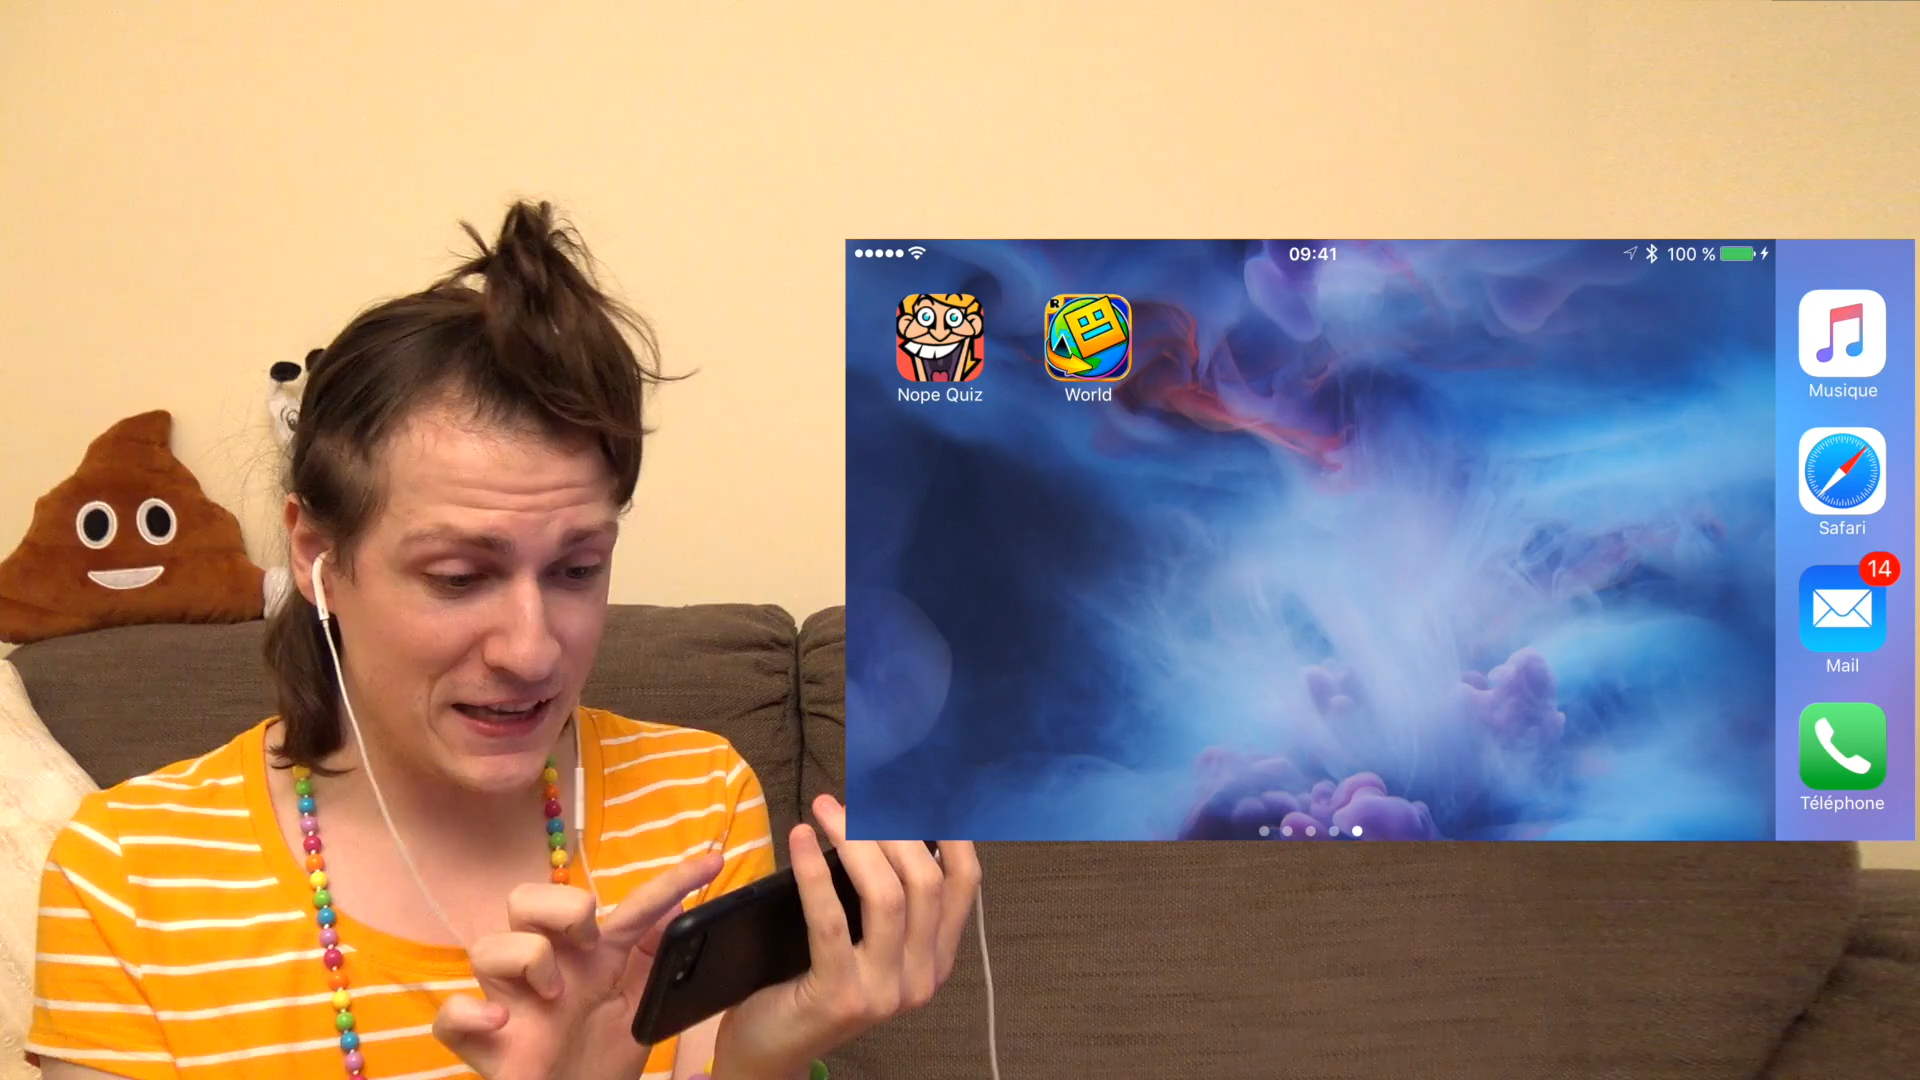 09:41
100 %
Nope Quiz
R
World
Musique
Safari
14
Mail
Téléphone